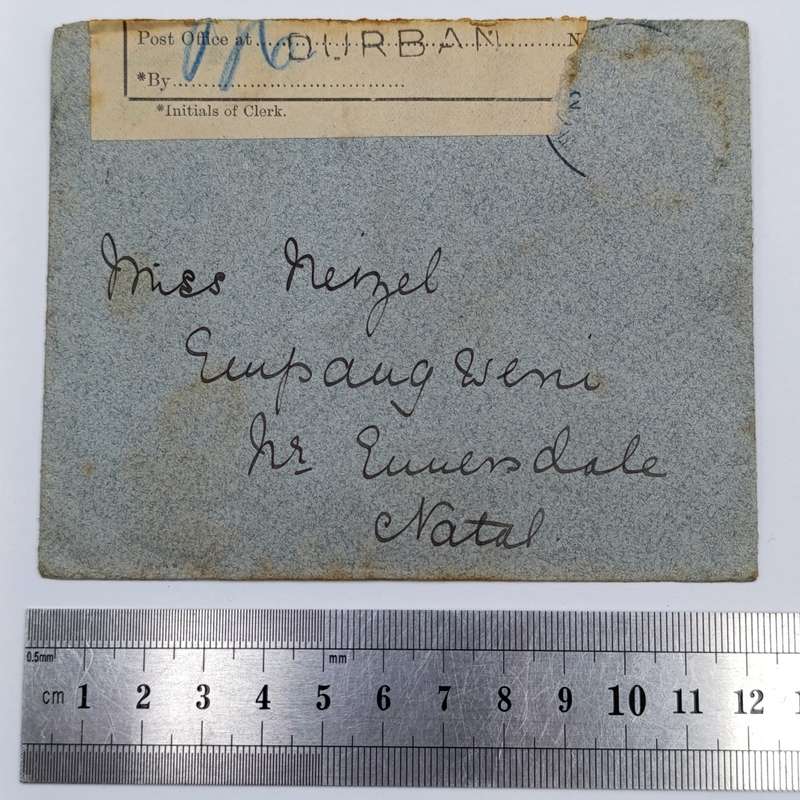 Post Office at DURBAN N
*By
*Initials of Clerk.
Miss Neizel
Empangweni
Nr Ennersdale
Natal.
0.5mm mm
cm 1 2 3 4 5 6 7 8 9 10 11 12